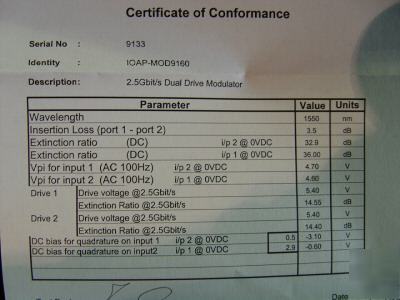 Certificate of Conformance
Serial No : 9133
Identity : IOAP-MOD9160
Description: 2.5Gbit/s Dual Drive Modulator
Parameter Value Units
Wavelength 1550 nm
Insertion Loss (port 1 - port 2) 3.5 dB
Extinction ratio (DC) i/p 2 @ 0VDC 32.9 dB
Extinction ratio (DC) i/p 1 @ 0VDC 36.00 dB
Vpi for input 1 (AC 100Hz) i/p 2 @ 0VDC 4.70 V
Vpi for input 2 (AC 100Hz) i/p 1 @ 0VDC 4.60 V
Drive 1 Drive voltage @2.5Gbit/s 5.40 V
Extinction Ratio @2.5Gbit/s 14.55 dB
Drive 2 Drive voltage @2.5Gbit/s 5.40 V
Extinction Ratio @2.5Gbit/s 14.40 dB
DC bias for quadrature on input 1 i/p 2 @ 0VDC 0.5 -3.10 V
DC bias for quadrature on input2 i/p 1 @ 0VDC 2.9 -0.60 V